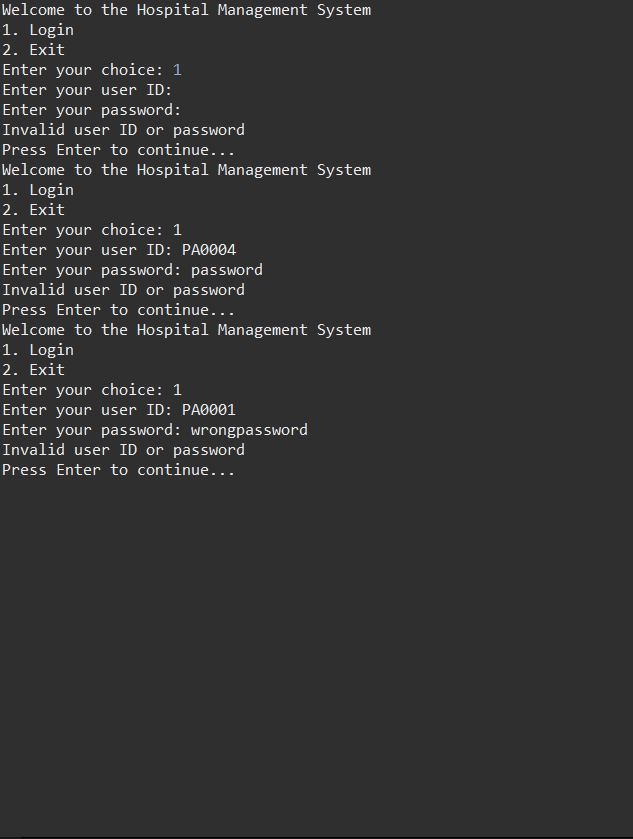 Welcome to the Hospital Management System
1. Login
2. Exit
Enter your choice: 1
Enter your user ID:
Enter your password:
Invalid user ID or password
Press Enter to continue...
Welcome to the Hospital Management System
1. Login
2. Exit
Enter your choice: 1
Enter your user ID: PA0004
Enter your password: password
Invalid user ID or password
Press Enter to continue...
Welcome to the Hospital Management System
1. Login
2. Exit
Enter your choice: 1
Enter your user ID: PA0001
Enter your password: wrongpassword
Invalid user ID or password
Press Enter to continue...